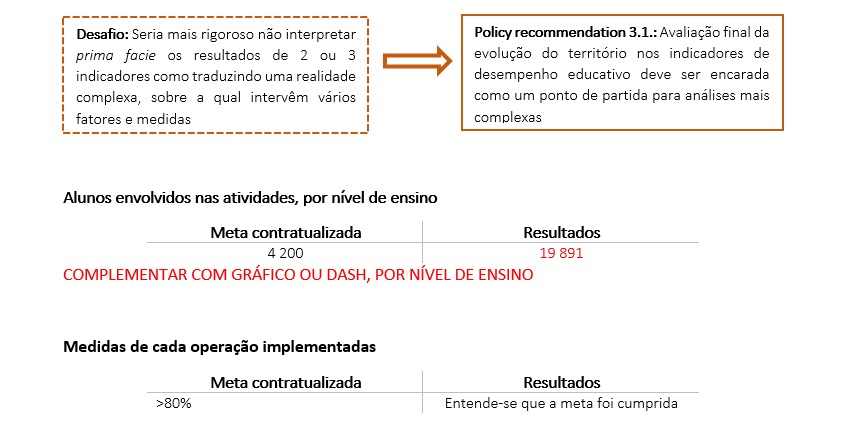 Desafio: Seria mais rigoroso não interpretar
prima facie os resultados de 2 ou 3
indicadores como traduzindo uma realidade
complexa, sobre a qual intervêm vários
fatores e medidas
Policy recommendation 3.1.: Avaliação final da
evolução do território nos indicadores de
desempenho educativo deve ser encarada
como um ponto de partida para análises mais
complexas
Alunos envolvidos nas atividades, por nível de ensino
Meta contratualizada Resultados
4 200 19 891
COMPLEMENTAR COM GRÁFICO OU DASH, POR NÍVEL DE ENSINO
Medidas de cada operação implementadas
Meta contratualizada Resultados
>80% Entende-se que a meta foi cumprida